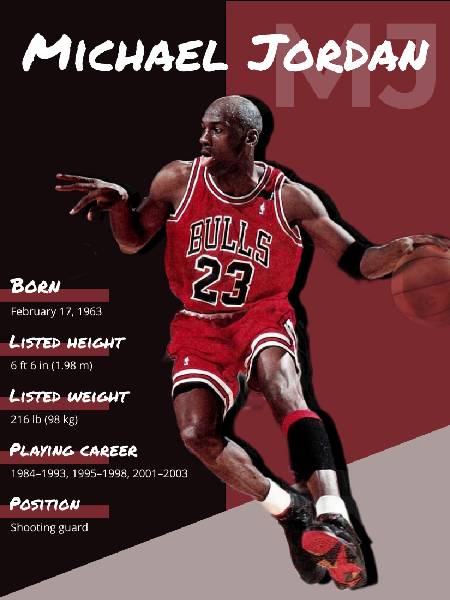 MJ
Michael Jordan
BULLS
23
Born
February 17, 1963
Listed height
6 ft 6 in (1.98 m)
Listed weight
216 lb (98 kg)
Playing career
1984–1993, 1995–1998, 2001–2003
Position
Shooting guard